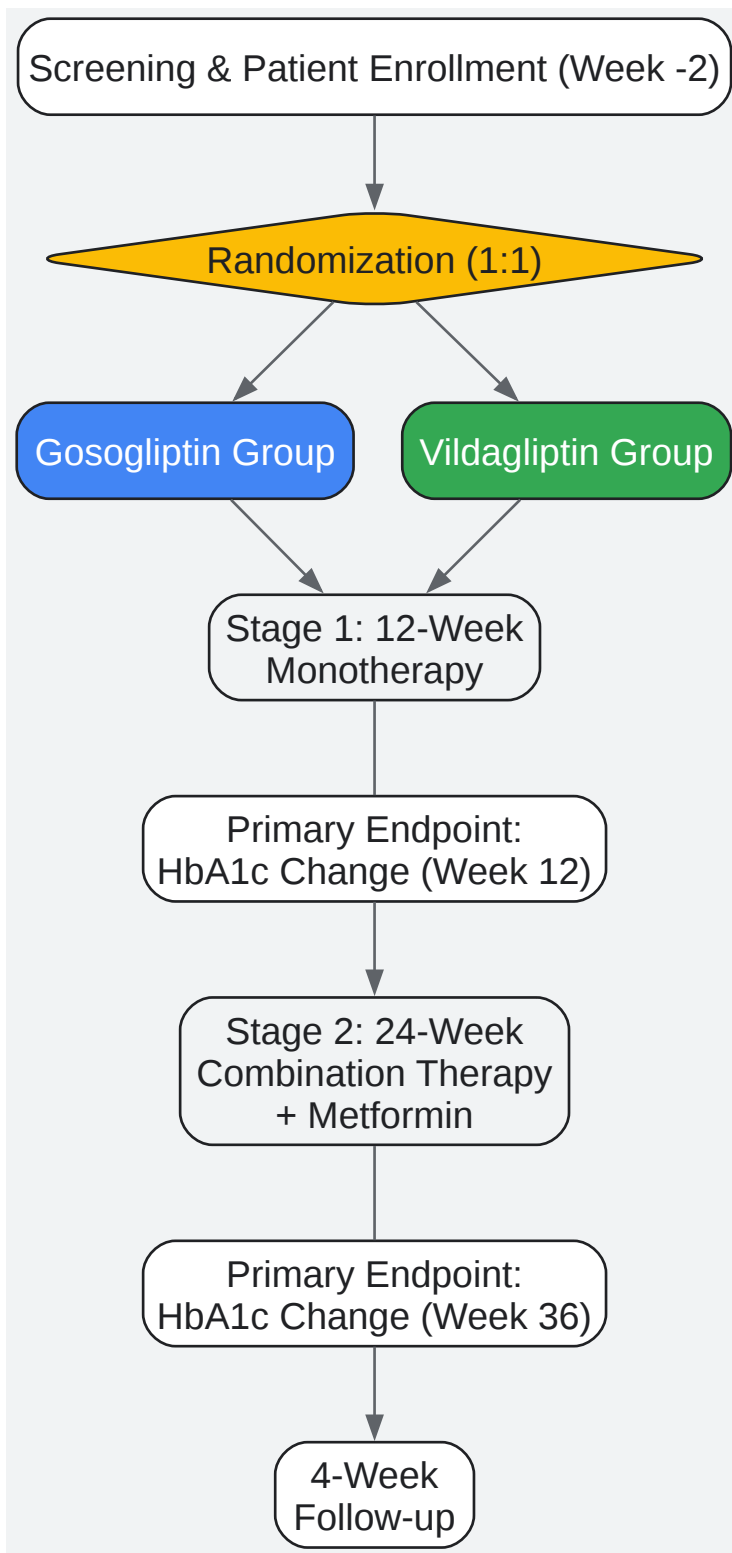 Screening & Patient Enrollment (Week -2)
Randomization (1:1)
Gosogliptin Group
Vildagliptin Group
Stage 1: 12-Week
Monotherapy
Primary Endpoint:
HbA1c Change (Week 12)
Stage 2: 24-Week
Combination Therapy
+ Metformin
Primary Endpoint:
HbA1c Change (Week 36)
4-Week
Follow-up